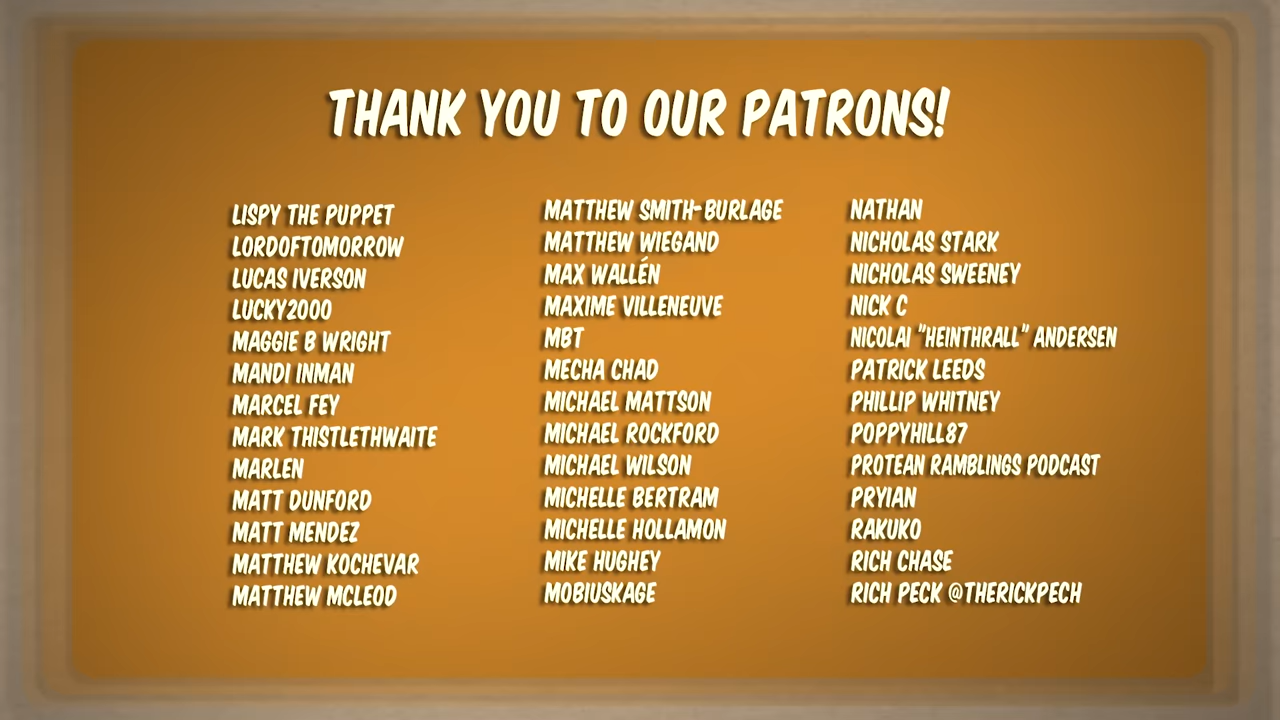 THANK YOU TO OUR PATRONS!
LISPY THE PUPPET
LORDOFTOMORROW
LUCAS IVERSON
LUCKY2000
MAGGIE B WRIGHT
MANDI INMAN
MARCEL FEY
MARK THISTLETHWAITE
MARLEN
MATT DUNFORD
MATT MENDEZ
MATTHEW KOCHEVAR
MATTHEW MCLEOD
MATTHEW SMITH-BURLAGE
MATTHEW WIEGAND
MAX WALLÉN
MAXIME VILLENEUVE
MBT
MECHA CHAD
MICHAEL MATTSON
MICHAEL ROCKFORD
MICHAEL WILSON
MICHELLE BERTRAM
MICHELLE HOLLAMON
MIKE HUGHEY
MOBIUSKAGE
NATHAN
NICHOLAS STARK
NICHOLAS SWEENEY
NICK C
NICOLAI "HEINTHRALL" ANDERSEN
PATRICK LEEDS
PHILLIP WHITNEY
POPPYHILL87
PROTEAN RAMBLINGS PODCAST
PRYIAN
RAKUKO
RICH CHASE
RICH PECK @THERICKPECH